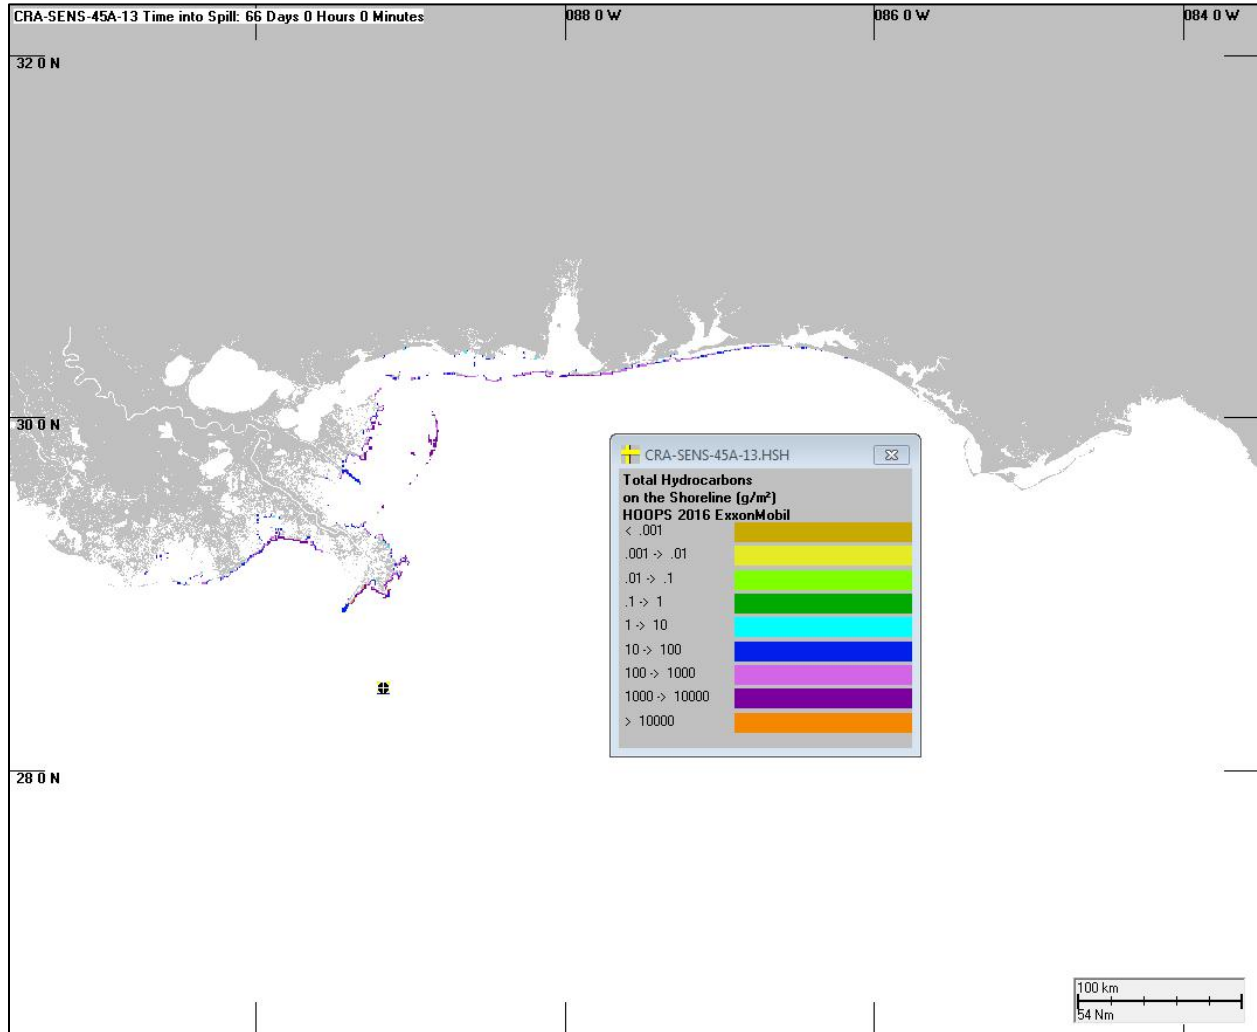 CRA-SENS-45A-13 Time into Spill: 66 Days 0 Hours 0 Minutes
088 0 W
086 0 W
084 0 W
32 0 N
30 0 N
CRA-SENS-45A-13.HSH
Total Hydrocarbons
on the Shoreline (g/m²)
HOOPS 2016 ExxonMobil
< .001
.001 -> .01
.01 -> .1
.1 -> 1
1 -> 10
10 -> 100
100 -> 1000
1000 -> 10000
> 10000
28 0 N
100 km
54 Nm